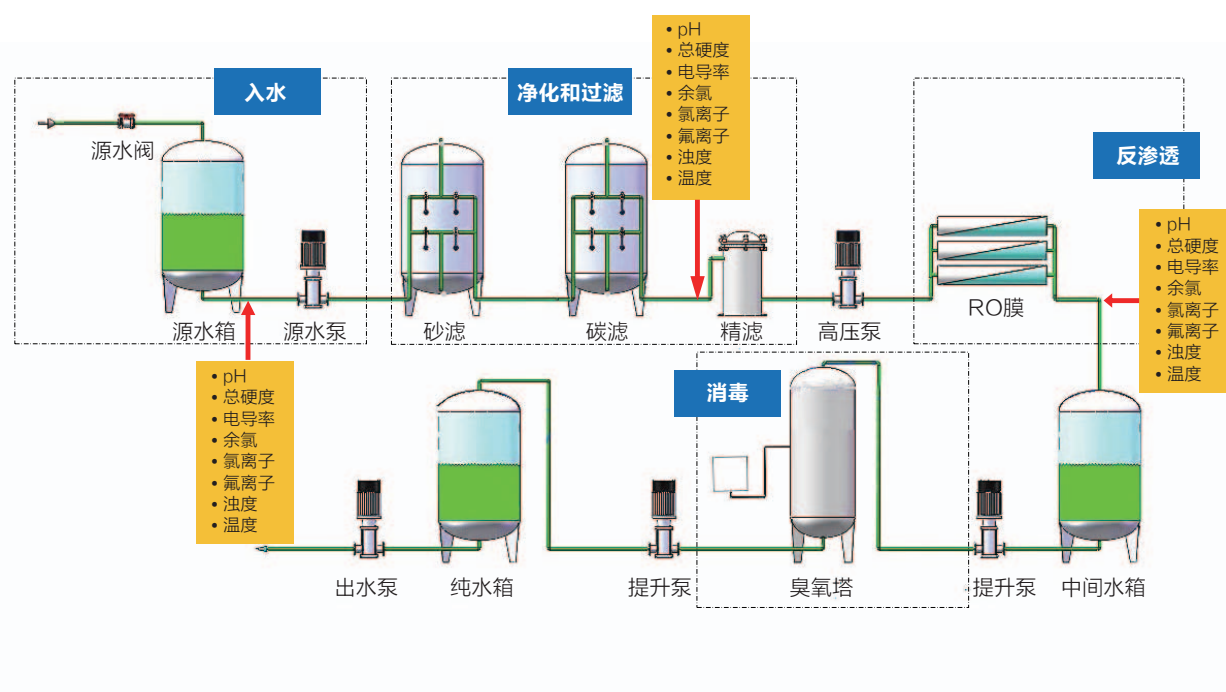 • pH
• 总硬度
• 电导率
• 余氯
• 氯离子
• 氟离子
• 浊度
• 温度
入水
净化和过滤
反渗透
源水阀
• pH
• 总硬度
• 电导率
• 余氯
• 氯离子
• 氟离子
• 浊度
• 温度
源水箱
源水泵
砂滤
碳滤
精滤
高压泵
RO膜
• pH
• 总硬度
• 电导率
• 余氯
• 氯离子
• 氟离子
• 浊度
• 温度
消毒
出水泵
纯水箱
提升泵
臭氧塔
提升泵
中间水箱